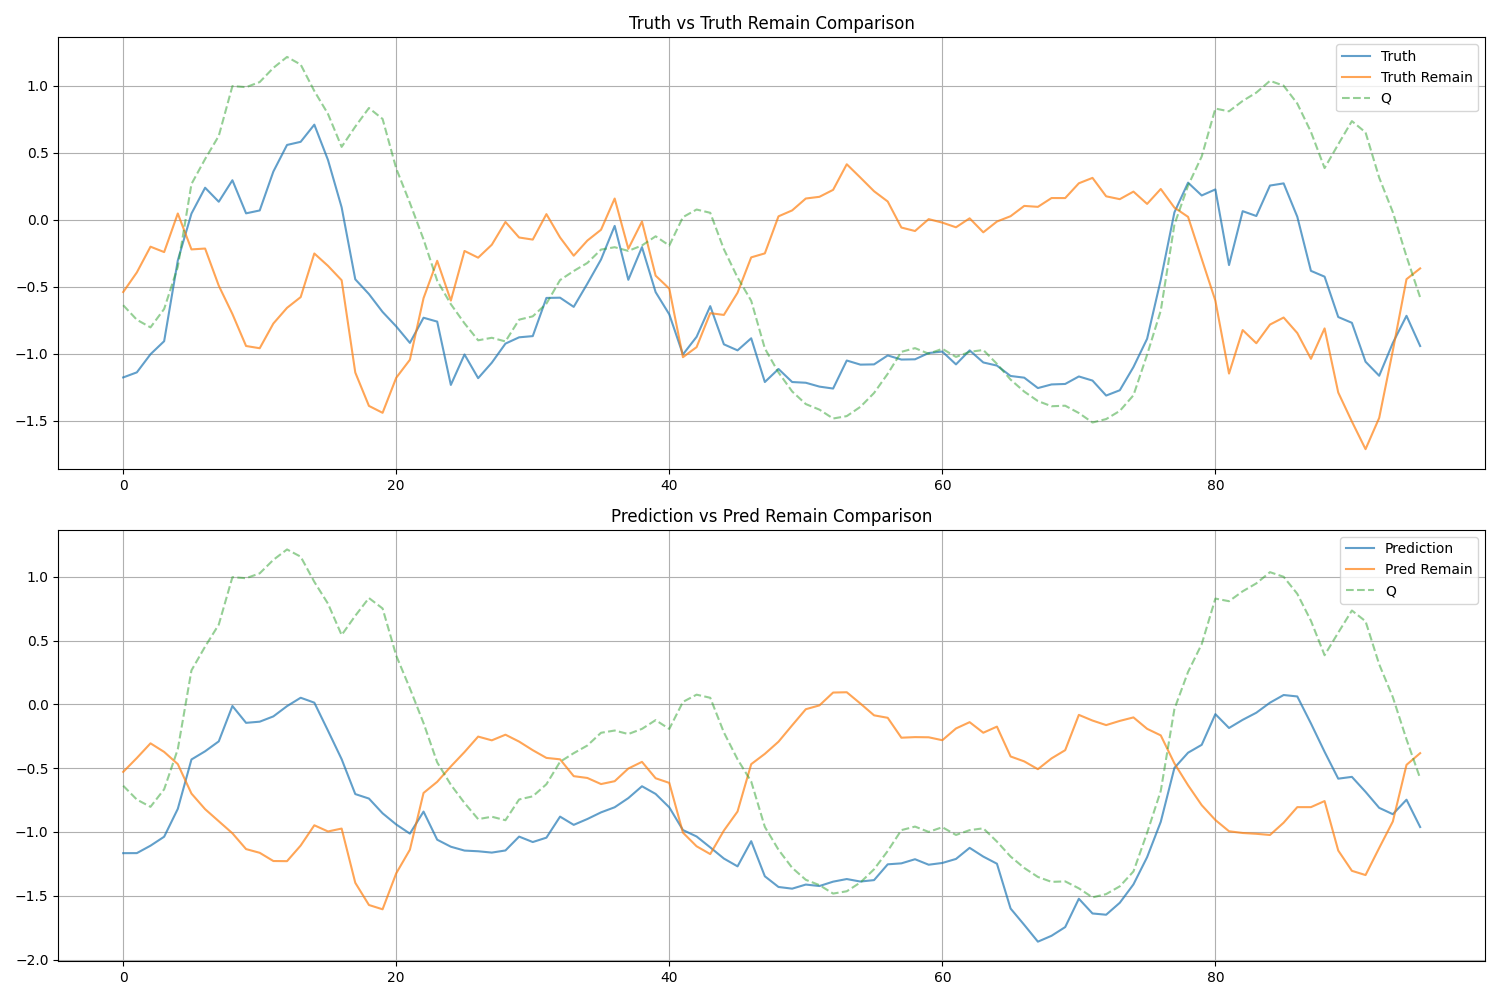 Truth vs Truth Remain Comparison
Truth
Truth Remain
Q
1.0
0.5
0.0
−0.5
−1.0
−1.5
0 20 40 60 80
Prediction vs Pred Remain Comparison
Prediction
Pred Remain
Q
1.0
0.5
0.0
−0.5
−1.0
−1.5
−2.0
0 20 40 60 80